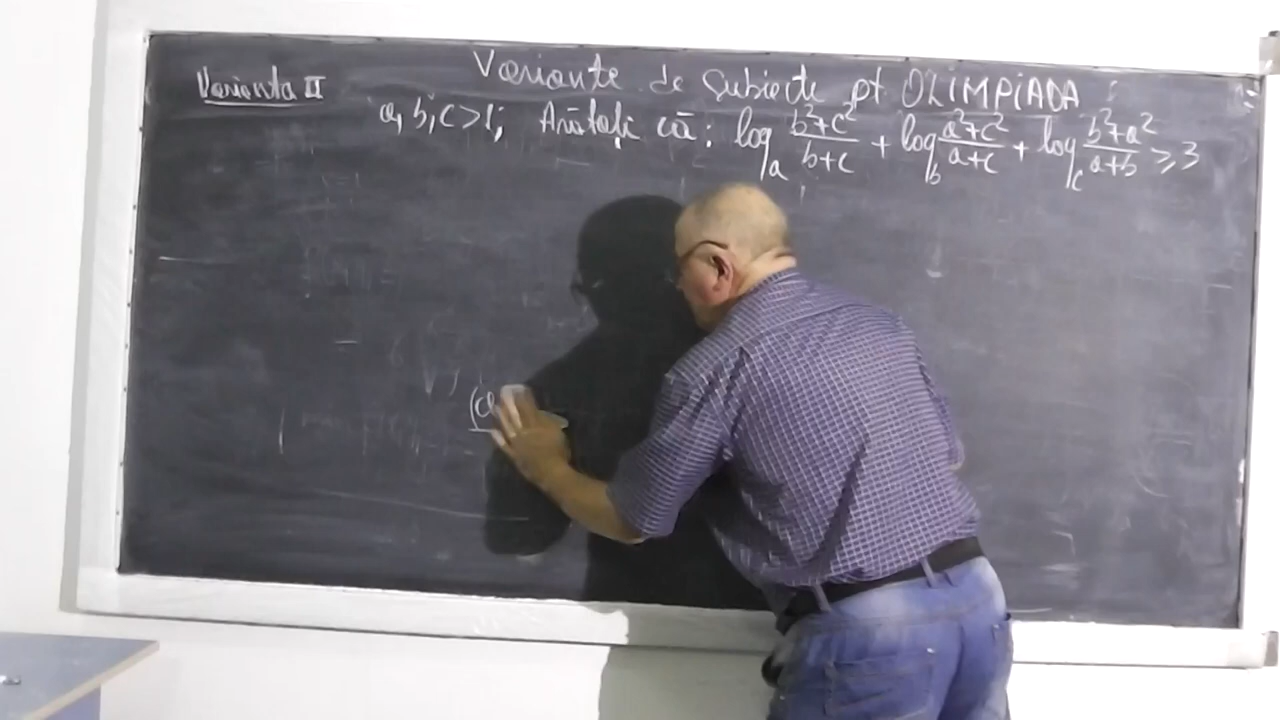 Varianta II
Variante de subiecte pt OLIMPIADA :
a, b, c > 1; Arătați că: log_a (b²+c²)/(b+c) + log_b (a²+c²)/(a+c) + log_c (b²+a²)/(a+b) ≥ 3
(a